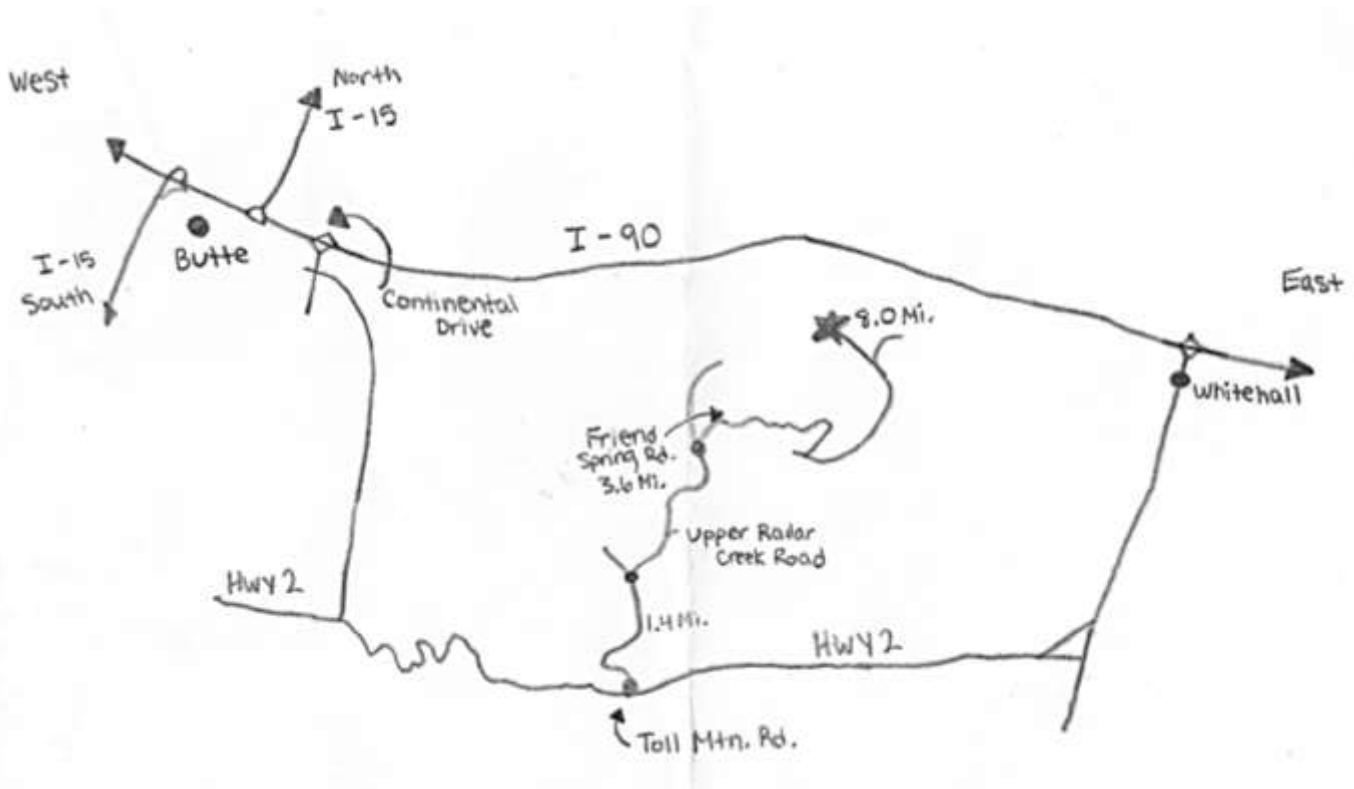 West
North
I-15
I-15
South
Butte
Continental
Drive
I-90
East
8.0 Mi.
Whitehall
Friend
Spring Rd.
3.6 Mi.
Upper Radar
Creek Road
Hwy 2
1.4 Mi.
HWY 2
Toll Mtn. Rd.